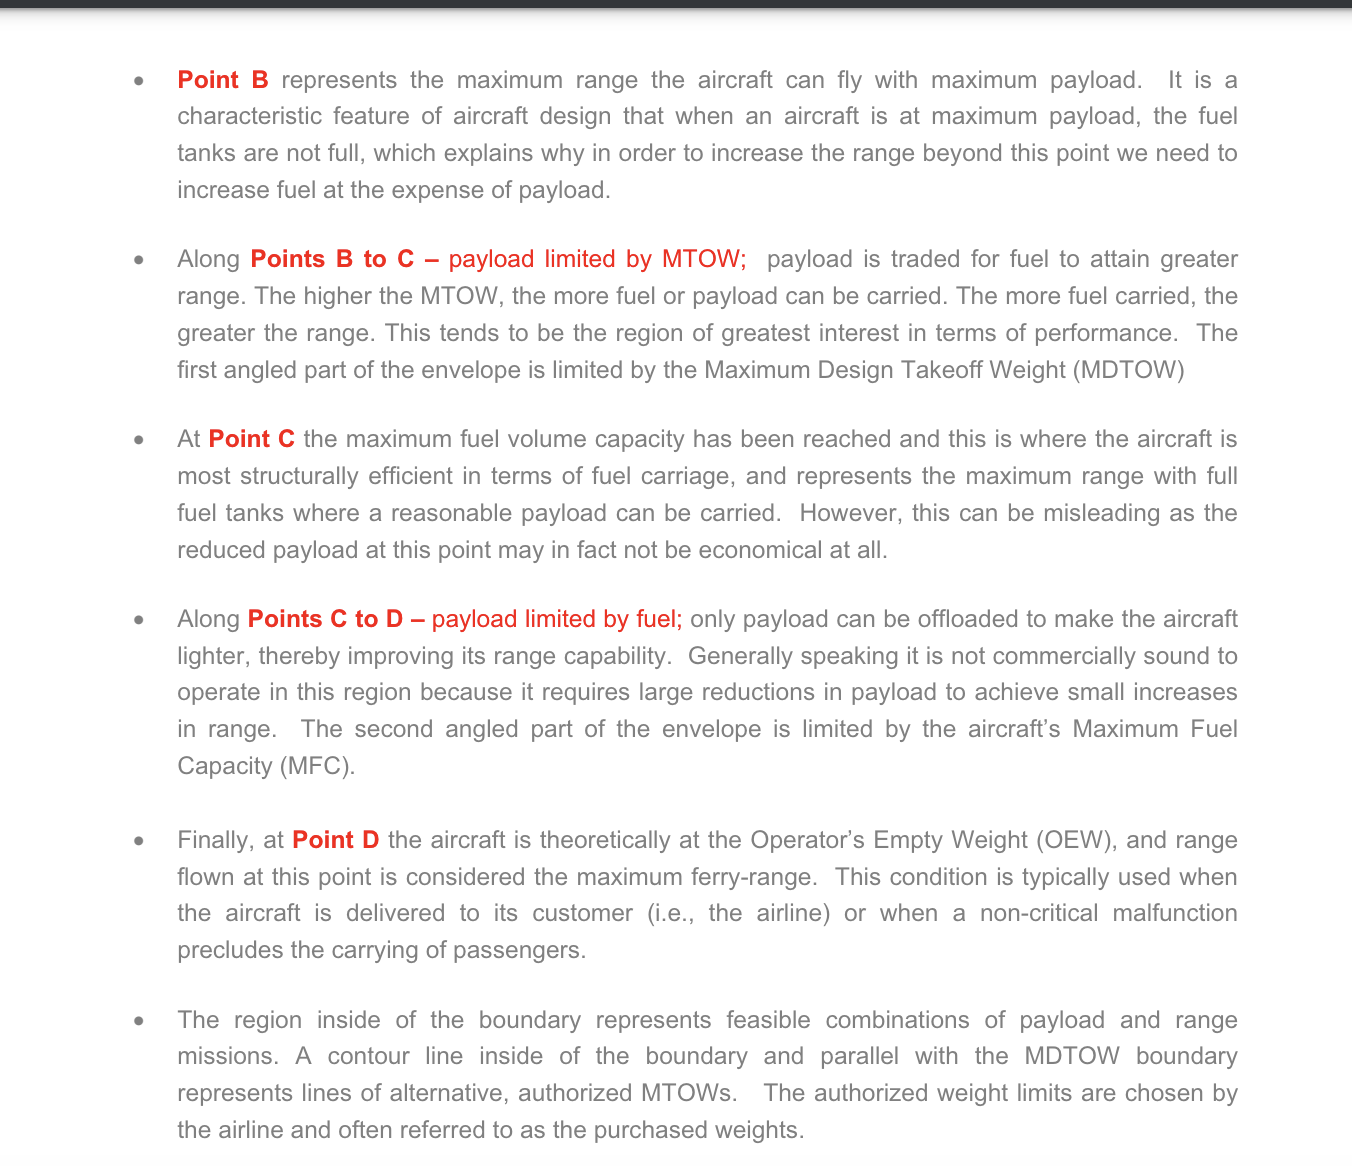 • Point B represents the maximum range the aircraft can fly with maximum payload.  It is a
characteristic feature of aircraft design that when an aircraft is at maximum payload, the fuel
tanks are not full, which explains why in order to increase the range beyond this point we need to
increase fuel at the expense of payload.
• Along Points B to C – payload limited by MTOW;  payload is traded for fuel to attain greater
range. The higher the MTOW, the more fuel or payload can be carried. The more fuel carried, the
greater the range. This tends to be the region of greatest interest in terms of performance.  The
first angled part of the envelope is limited by the Maximum Design Takeoff Weight (MDTOW)
• At Point C the maximum fuel volume capacity has been reached and this is where the aircraft is
most structurally efficient in terms of fuel carriage, and represents the maximum range with full
fuel tanks where a reasonable payload can be carried.  However, this can be misleading as the
reduced payload at this point may in fact not be economical at all.
• Along Points C to D – payload limited by fuel; only payload can be offloaded to make the aircraft
lighter, thereby improving its range capability.  Generally speaking it is not commercially sound to
operate in this region because it requires large reductions in payload to achieve small increases
in range.  The second angled part of the envelope is limited by the aircraft’s Maximum Fuel
Capacity (MFC).
• Finally, at Point D the aircraft is theoretically at the Operator’s Empty Weight (OEW), and range
flown at this point is considered the maximum ferry-range.  This condition is typically used when
the aircraft is delivered to its customer (i.e., the airline) or when a non-critical malfunction
precludes the carrying of passengers.
• The region inside of the boundary represents feasible combinations of payload and range
missions. A contour line inside of the boundary and parallel with the MDTOW boundary
represents lines of alternative, authorized MTOWs.  The authorized weight limits are chosen by
the airline and often referred to as the purchased weights.